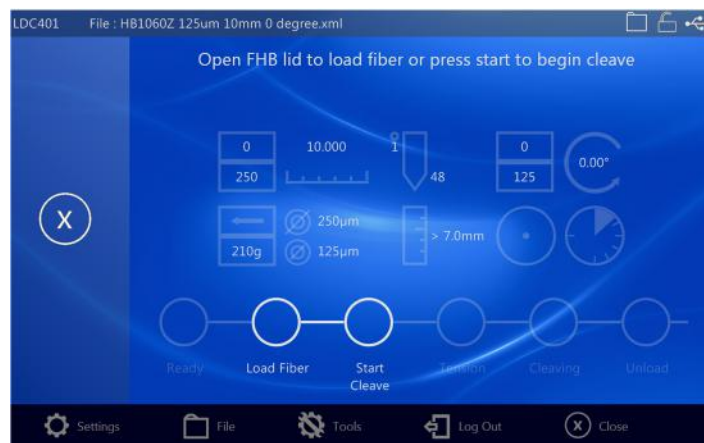 LDC401 File : HB1060Z 125um 10mm 0 degree.xml
Open FHB lid to load fiber or press start to begin cleave
0 10.000 1 0
250 48 125 0.00°
X
250µm
210g 125µm > 7.0mm
Ready Load Fiber Start Cleave Tension Cleaving Unload
Settings File Tools Log Out X Close